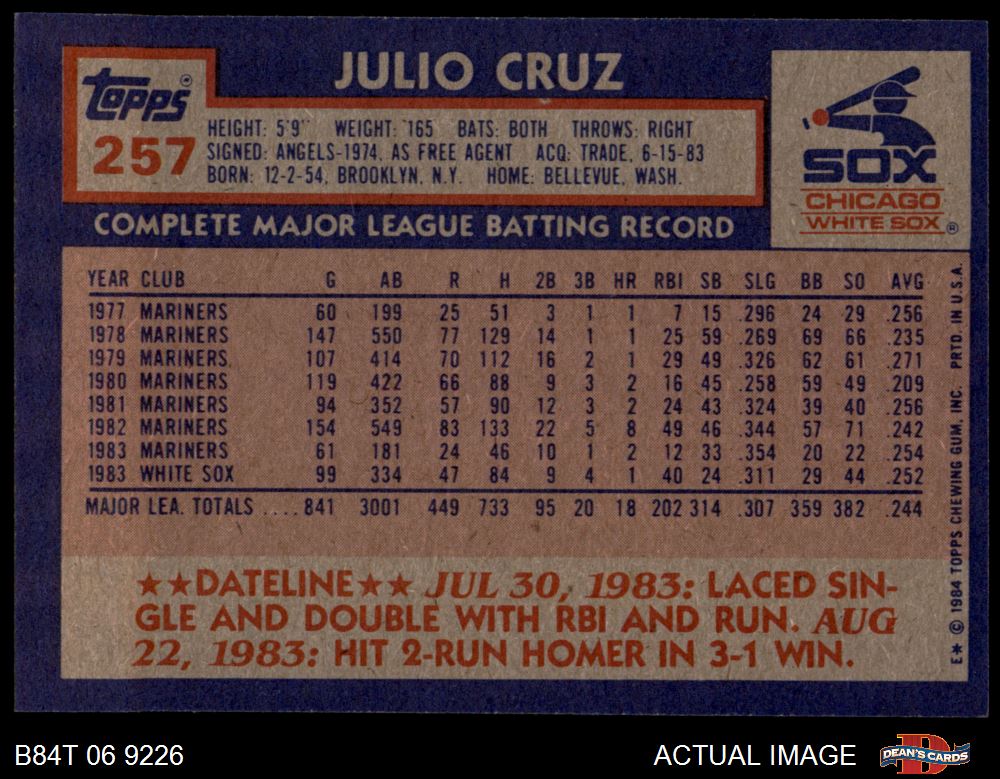 JULIO CRUZ
Topps®
257
HEIGHT: 5'9" WEIGHT: 165 BATS: BOTH THROWS: RIGHT
SIGNED: ANGELS-1974, AS FREE AGENT ACQ: TRADE, 6-15-83
BORN: 12-2-54, BROOKLYN, N.Y. HOME: BELLEVUE, WASH.
SOX
CHICAGO
WHITE SOX®
COMPLETE MAJOR LEAGUE BATTING RECORD
YEAR CLUB G AB R H 2B 3B HR RBI SB SLG BB SO AVG
1977 MARINERS 60 199 25 51 3 1 1 7 15 .296 24 29 .256
1978 MARINERS 147 550 77 129 14 1 1 25 59 .269 69 66 .235
1979 MARINERS 107 414 70 112 16 2 1 29 49 .326 62 61 .271
1980 MARINERS 119 422 66 88 9 3 2 16 45 .258 59 49 .209
1981 MARINERS 94 352 57 90 12 3 2 24 43 .324 39 40 .256
1982 MARINERS 154 549 83 133 22 5 8 49 46 .344 57 71 .242
1983 MARINERS 61 181 24 46 10 1 2 12 33 .354 20 22 .254
1983 WHITE SOX 99 334 47 84 9 4 1 40 24 .311 29 44 .252
MAJOR LEA. TOTALS .... 841 3001 449 733 95 20 18 202 314 .307 359 382 .244
★★DATELINE★★ JUL 30, 1983: LACED SIN-
GLE AND DOUBLE WITH RBI AND RUN. AUG
22, 1983: HIT 2-RUN HOMER IN 3-1 WIN.
E* © 1984 TOPPS CHEWING GUM, INC. PRTD. IN U.S.A.
B84T 06 9226
ACTUAL IMAGE
DEAN'S CARDS